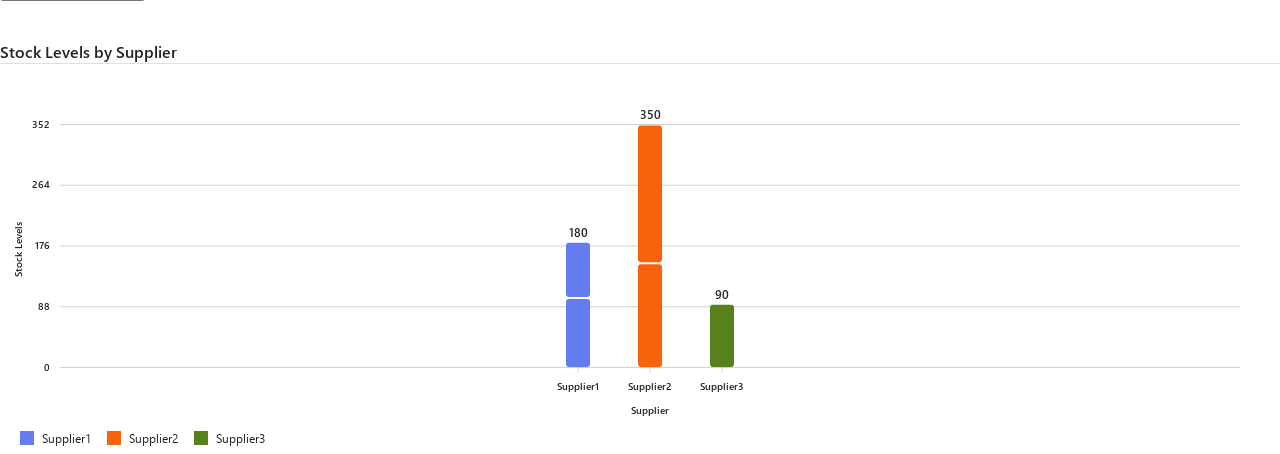 Stock Levels by Supplier
350
352
180
264
176
Stock Levels
90
88
0
Supplier1 Supplier2 Supplier3
Supplier
Supplier1 Supplier2 Supplier3